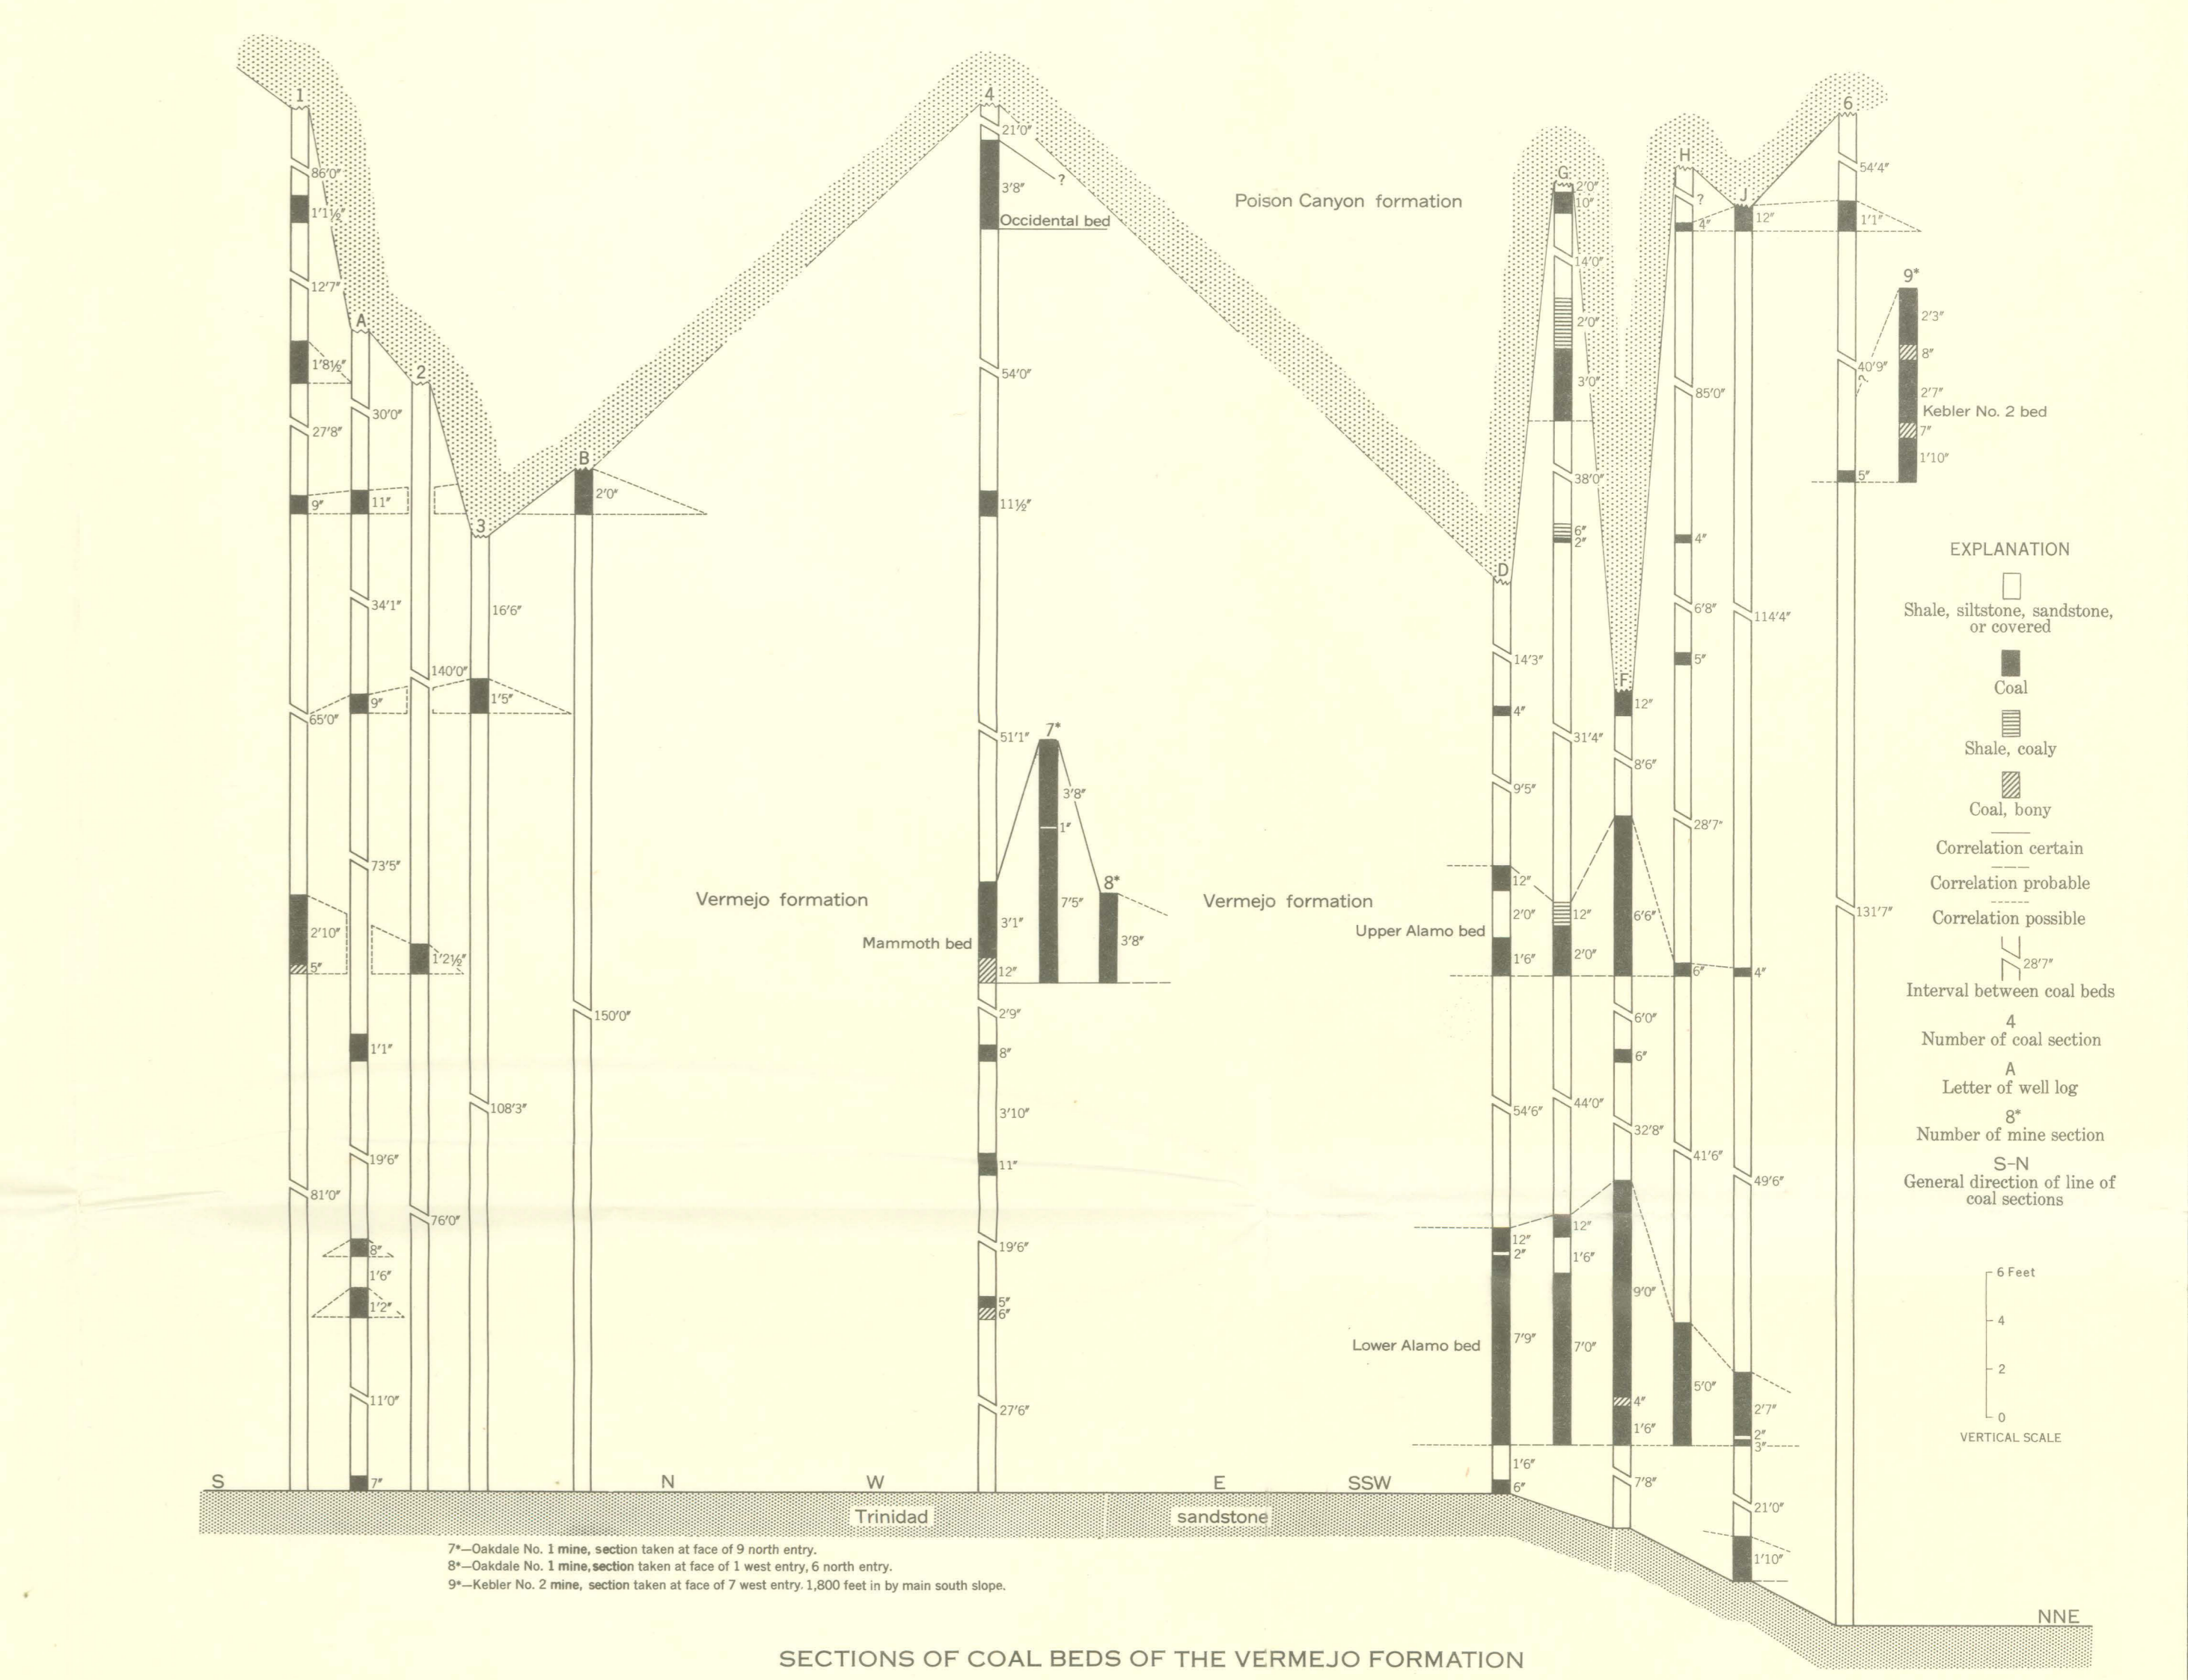 1
86′0″
1′1½″
12′7″
1′8½″
27′8″
9″
65′0″
2′10″
5″
81′0″
A
30′0″
11″
34′1″
9″
73′5″
1′1″
19′6″
8″
1′6″
1′2″
11′0″
7″
2
140′0″
1′2½″
76′0″
3
16′6″
1′5″
108′3″
B
2′0″
150′0″
4
21′0″
?
3′8″
Occidental bed
54′0″
11½″
51′1″
3′1″
Mammoth bed
12″
2′9″
8″
3′10″
11″
19′6″
5″
6″
27′6″
7*
3′8″
1″
7′5″
8*
3′8″
Poison Canyon formation
Vermejo formation
Vermejo formation
D
14′3″
4″
9′5″
12″
2′0″
Upper Alamo bed
1′6″
54′6″
12″
2″
Lower Alamo bed
7′9″
1′6″
6″
G
2′0″
10″
14′0″
2′0″
3′0″
38′0″
6″
2″
31′4″
12″
2′0″
44′0″
12″
1′6″
7′0″
F
12″
8′6″
6′6″
6′0″
6″
32′8″
9′0″
4″
1′6″
7′8″
H
?
4″
85′0″
4″
6′8″
5″
28′7″
6″
41′6″
5′0″
J
12″
114′4″
4″
49′6″
2′7″
2″
3″
21′0″
1′10″
6
54′4″
1′1″
40′9″
?
5″
131′7″
9*
2′3″
8″
2′7″
Kebler No. 2 bed
7″
1′10″
EXPLANATION
Shale, siltstone, sandstone,
or covered
Coal
Shale, coaly
Coal, bony
Correlation certain
Correlation probable
Correlation possible
28′7″
Interval between coal beds
4
Number of coal section
A
Letter of well log
8*
Number of mine section
S–N
General direction of line of
coal sections
6 Feet
4
2
0
VERTICAL SCALE
S
N
W
E
SSW
NNE
Trinidad
sandstone
7*—Oakdale No. 1 mine, section taken at face of 9 north entry.
8*—Oakdale No. 1 mine, section taken at face of 1 west entry, 6 north entry.
9*—Kebler No. 2 mine, section taken at face of 7 west entry. 1,800 feet in by main south slope.
SECTIONS OF COAL BEDS OF THE VERMEJO FORMATION